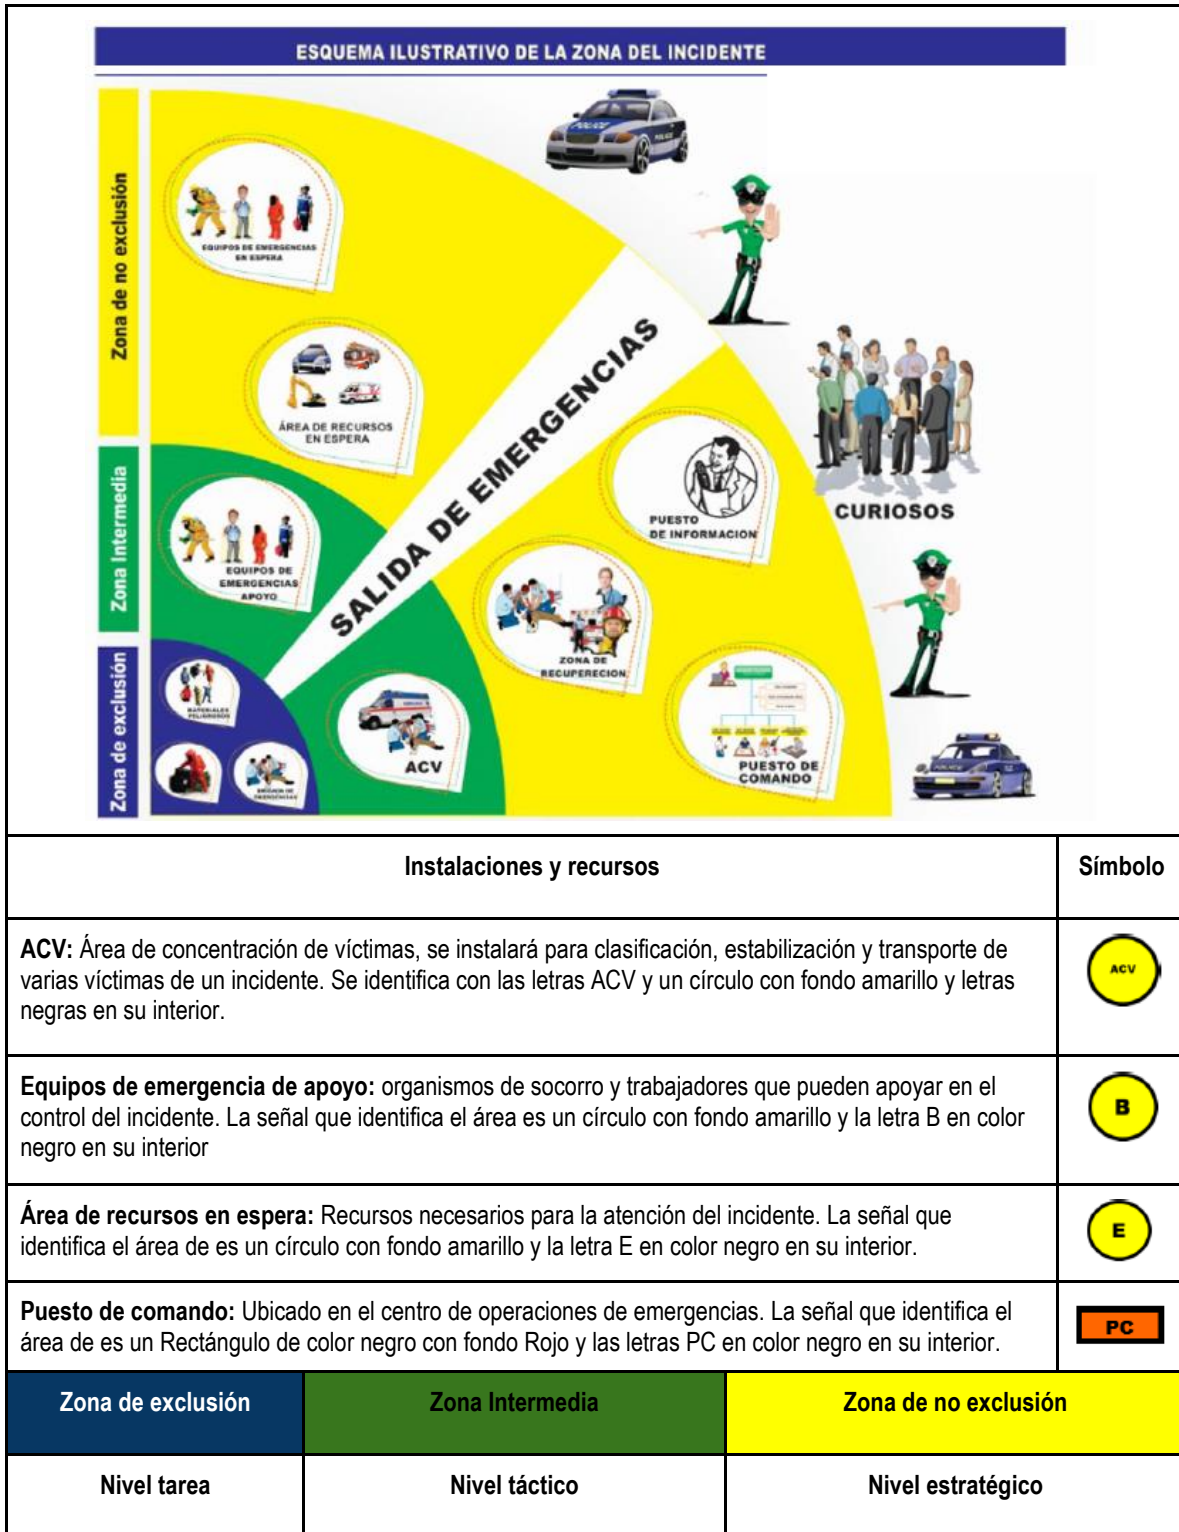 ESQUEMA ILUSTRATIVO DE LA ZONA DEL INCIDENTE
POLICE
Zona de no exclusión
EQUIPOS DE EMERGENCIAS
EN ESPERA
ÁREA DE RECURSOS
EN ESPERA
SALIDA DE EMERGENCIAS
PUESTO
DE INFORMACION
CURIOSOS
Zona Intermedia
EQUIPOS DE
EMERGENCIAS
APOYO
ZONA DE
RECUPERECION
Zona de exclusión
MATERIALES
PELIGROSOS
BRIGADA DE
EMERGENCIAS
ACV
PUESTO DE
COMANDO
Instalaciones y recursos
Símbolo
ACV: Área de concentración de víctimas, se instalará para clasificación, estabilización y transporte de
varias víctimas de un incidente. Se identifica con las letras ACV y un círculo con fondo amarillo y letras
negras en su interior.
ACV
Equipos de emergencia de apoyo: organismos de socorro y trabajadores que pueden apoyar en el
control del incidente. La señal que identifica el área es un círculo con fondo amarillo y la letra B en color
negro en su interior
B
Área de recursos en espera: Recursos necesarios para la atención del incidente. La señal que
identifica el área de es un círculo con fondo amarillo y la letra E en color negro en su interior.
E
Puesto de comando: Ubicado en el centro de operaciones de emergencias. La señal que identifica el
área de es un Rectángulo de color negro con fondo Rojo y las letras PC en color negro en su interior.
PC
Zona de exclusión
Zona Intermedia
Zona de no exclusión
Nivel tarea
Nivel táctico
Nivel estratégico